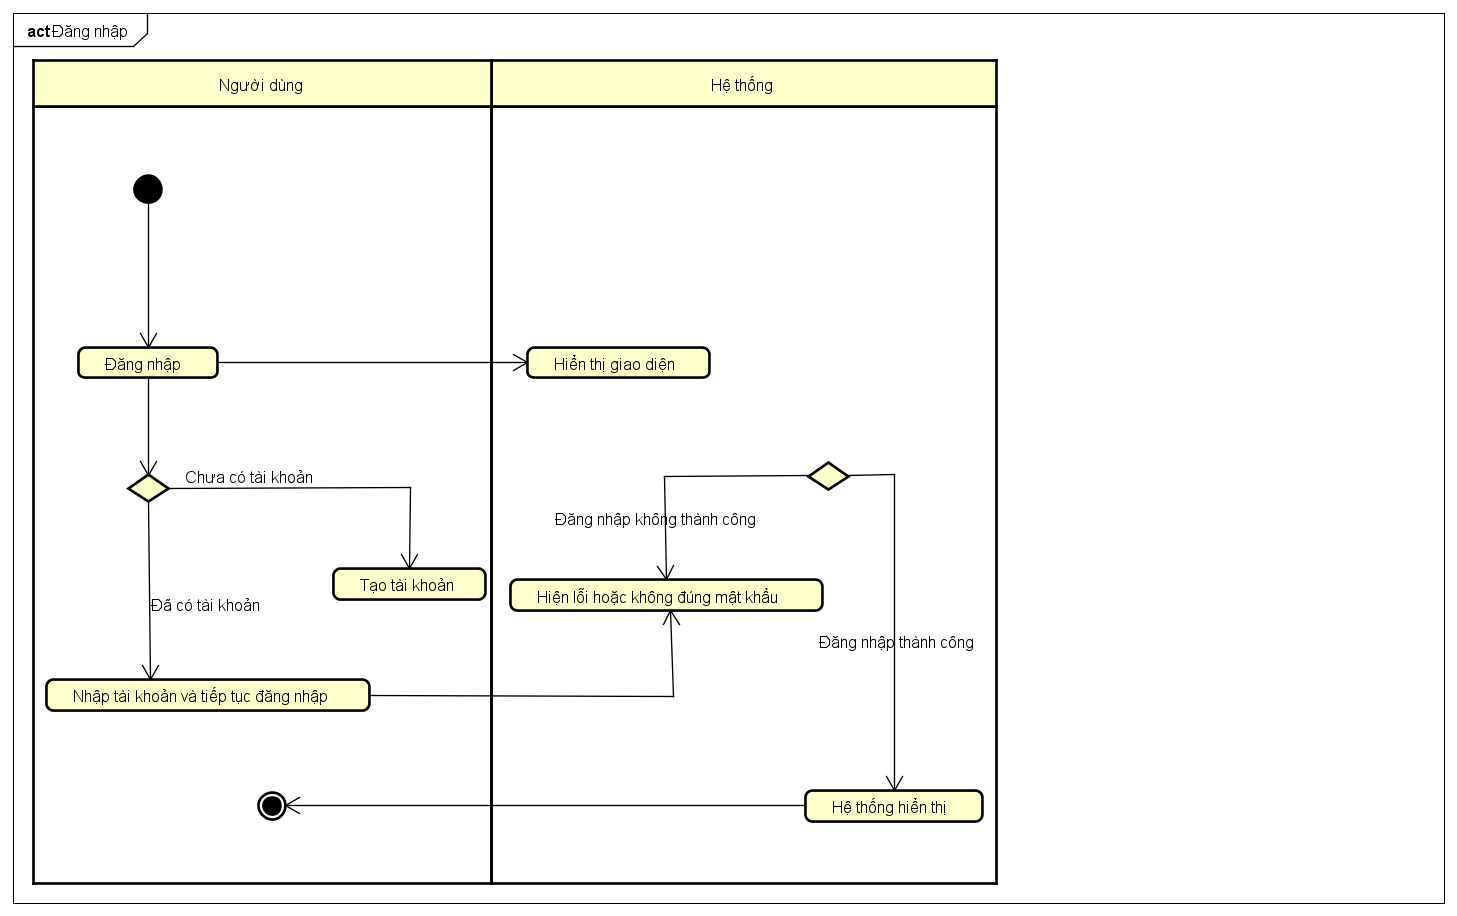 act Đăng nhập
Người dùng
Hệ thống
Đăng nhập
Hiển thị giao diện
Chưa có tài khoản
Đăng nhập không thành công
Tạo tài khoản
Hiện lỗi hoặc không đúng mật khẩu
Đã có tài khoản
Đăng nhập thành công
Nhập tài khoản và tiếp tục đăng nhập
Hệ thống hiển thị